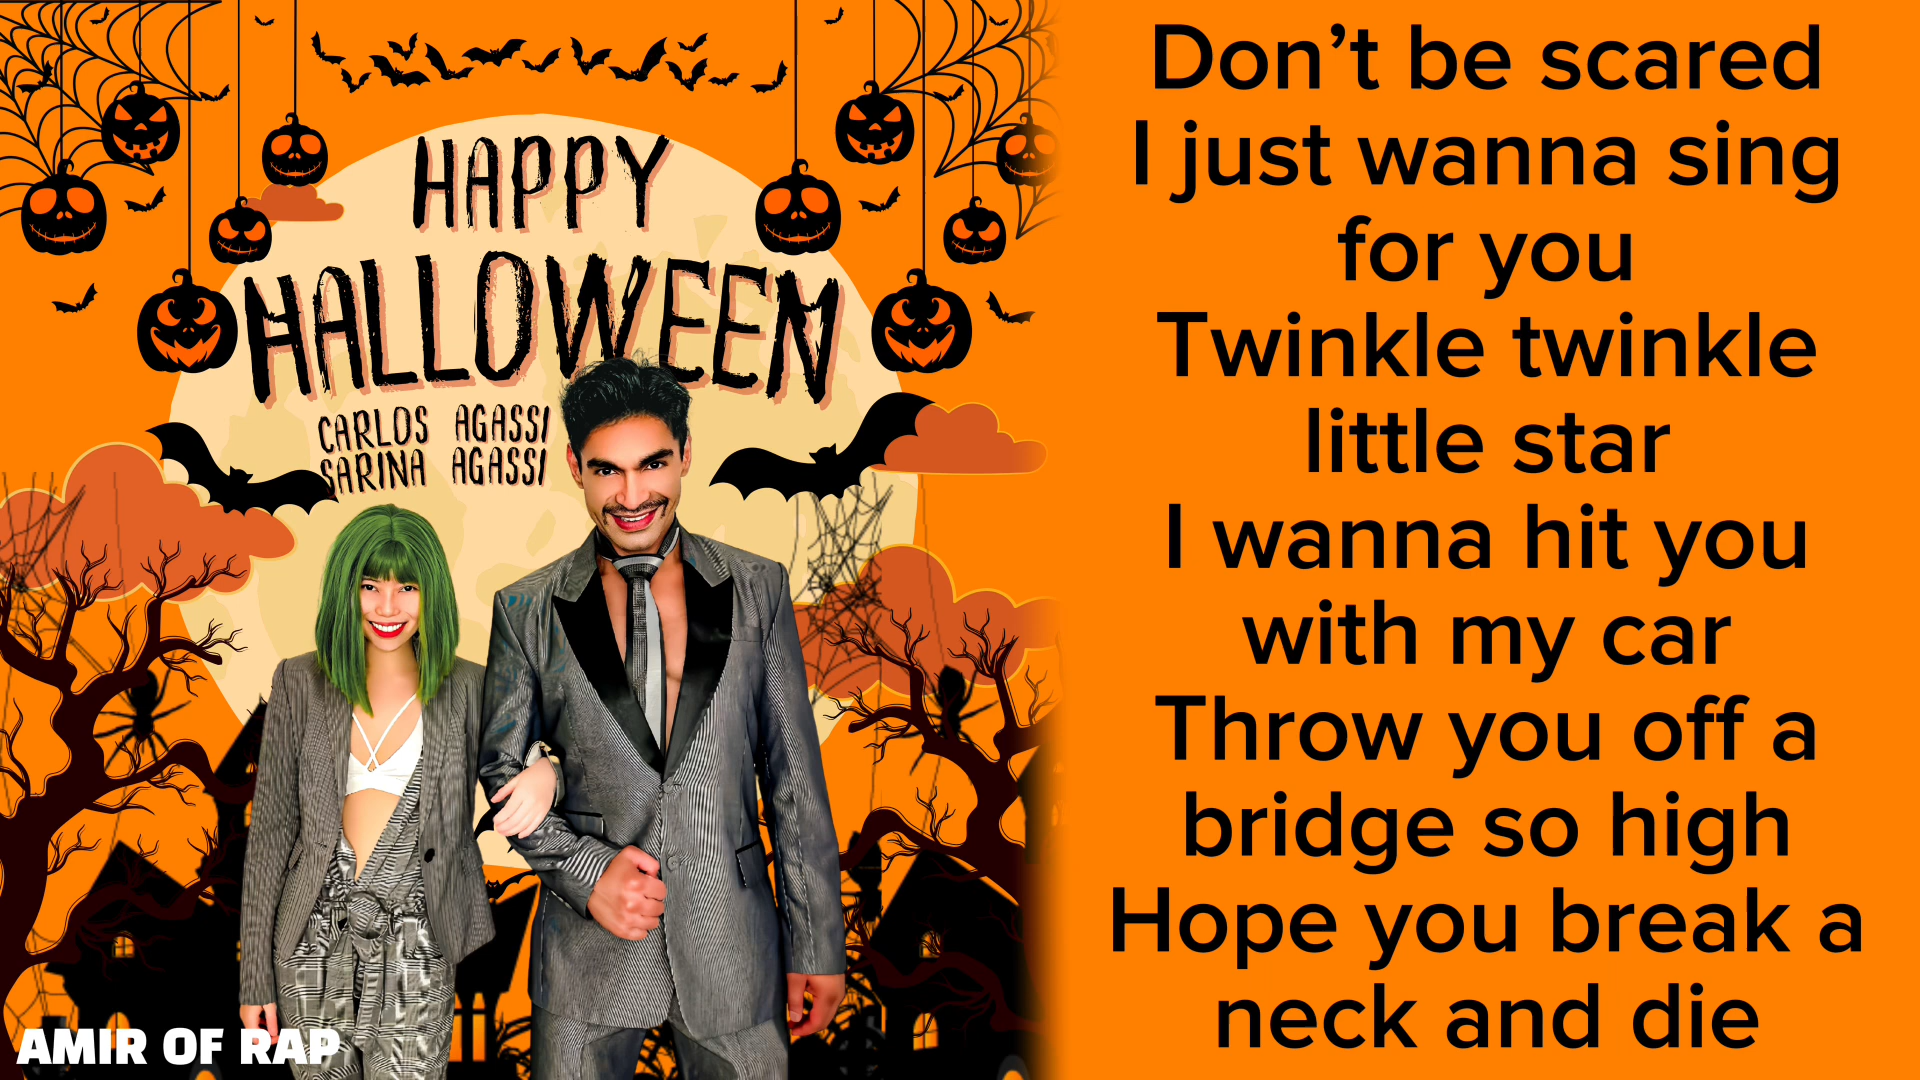 HAPPY
HALLOWEEN
CARLOS AGASSI
SARINA AGASSI
AMIR OF RAP
Don’t be scared
I just wanna sing
for you
Twinkle twinkle
little star
I wanna hit you
with my car
Throw you off a
bridge so high
Hope you break a
neck and die